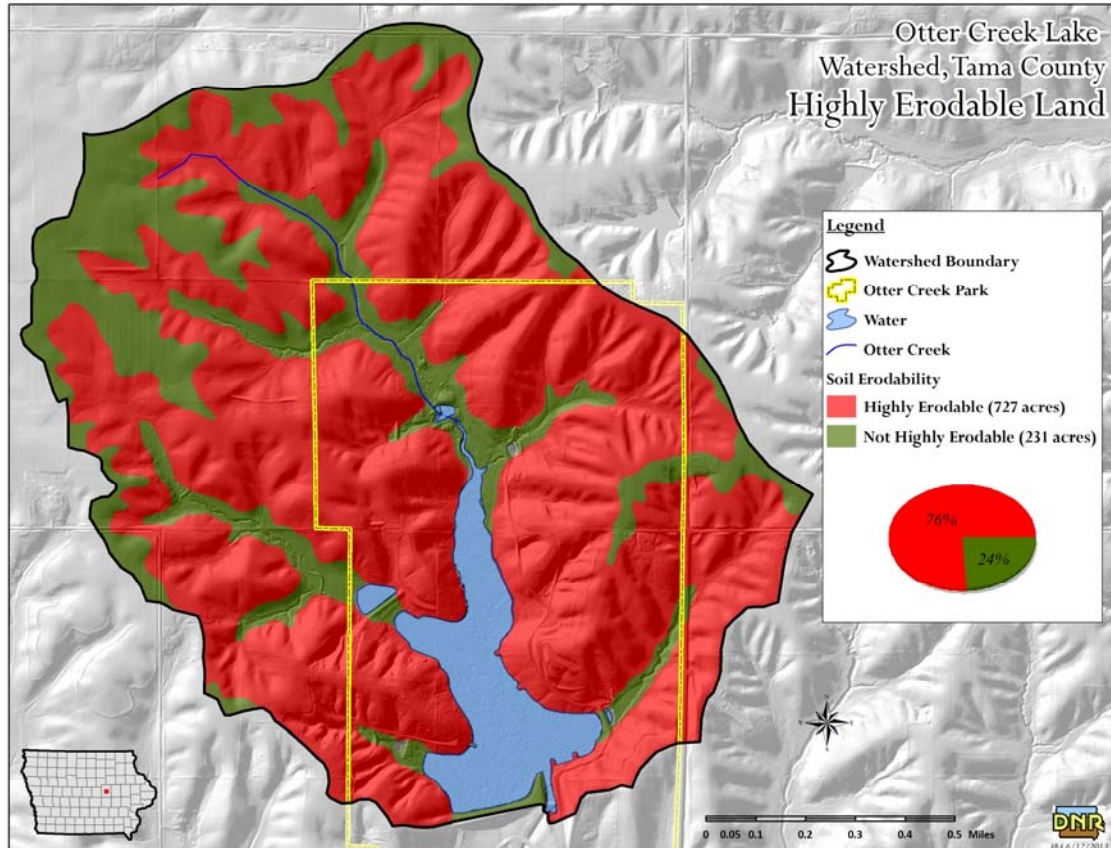 Otter Creek Lake
Watershed, Tama County
Highly Erodable Land
Legend
Watershed Boundary
Otter Creek Park
Water
Otter Creek
Soil Erodability
Highly Erodable (727 acres)
Not Highly Erodable (231 acres)
76%
24%
N
0 0.05 0.1 0.2 0.3 0.4 0.5 Miles
DNR